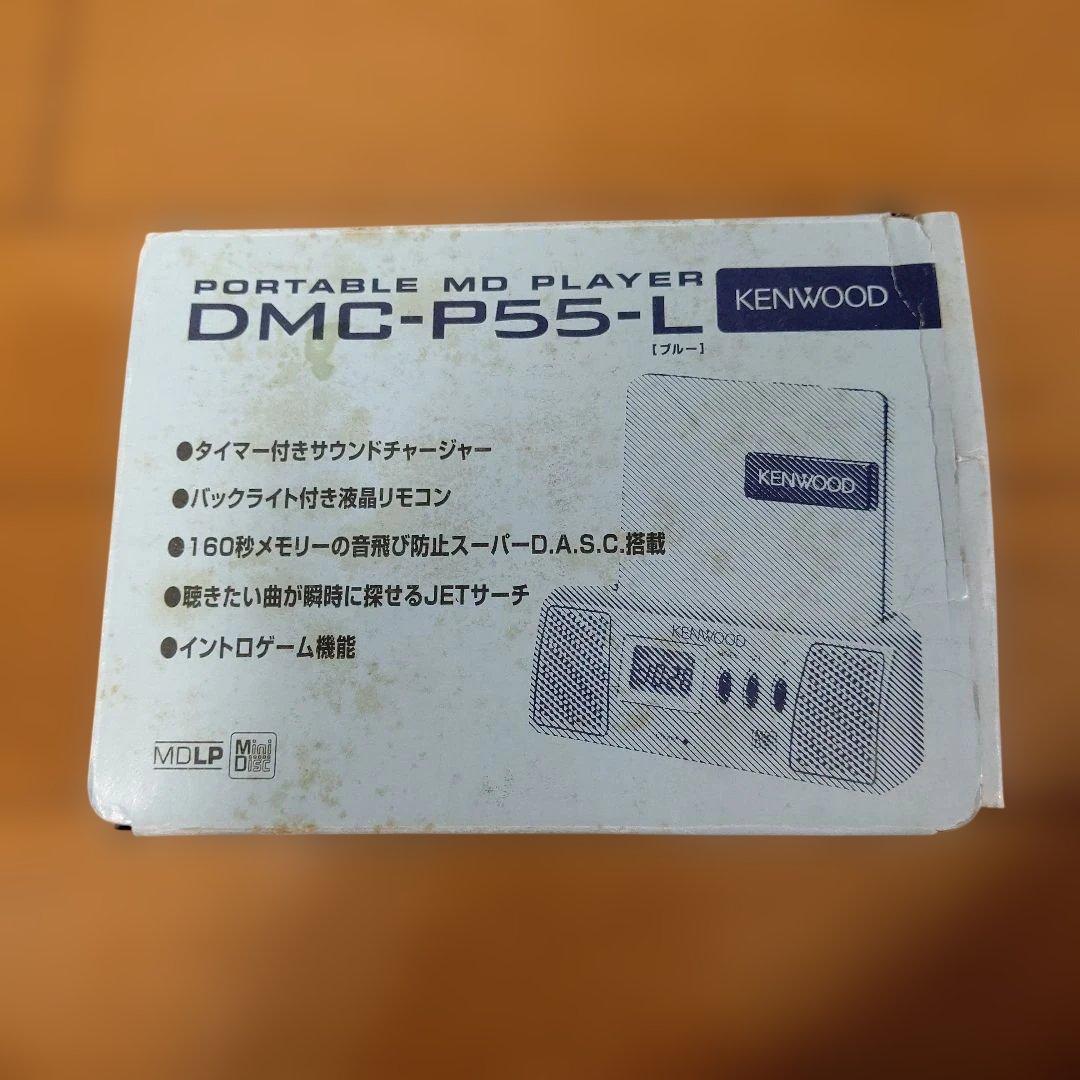 PORTABLE MD PLAYER
DMC-P55-L
KENWOOD
【ブルー】
●タイマー付きサウンドチャージャー
●バックライト付き液晶リモコン
●160秒メモリーの音飛び防止スーパーD.A.S.C.搭載
●聴きたい曲が瞬時に探せるJETサーチ
●イントロゲーム機能
KENWOOD
KENWOOD
MDLP
Mini
Disc